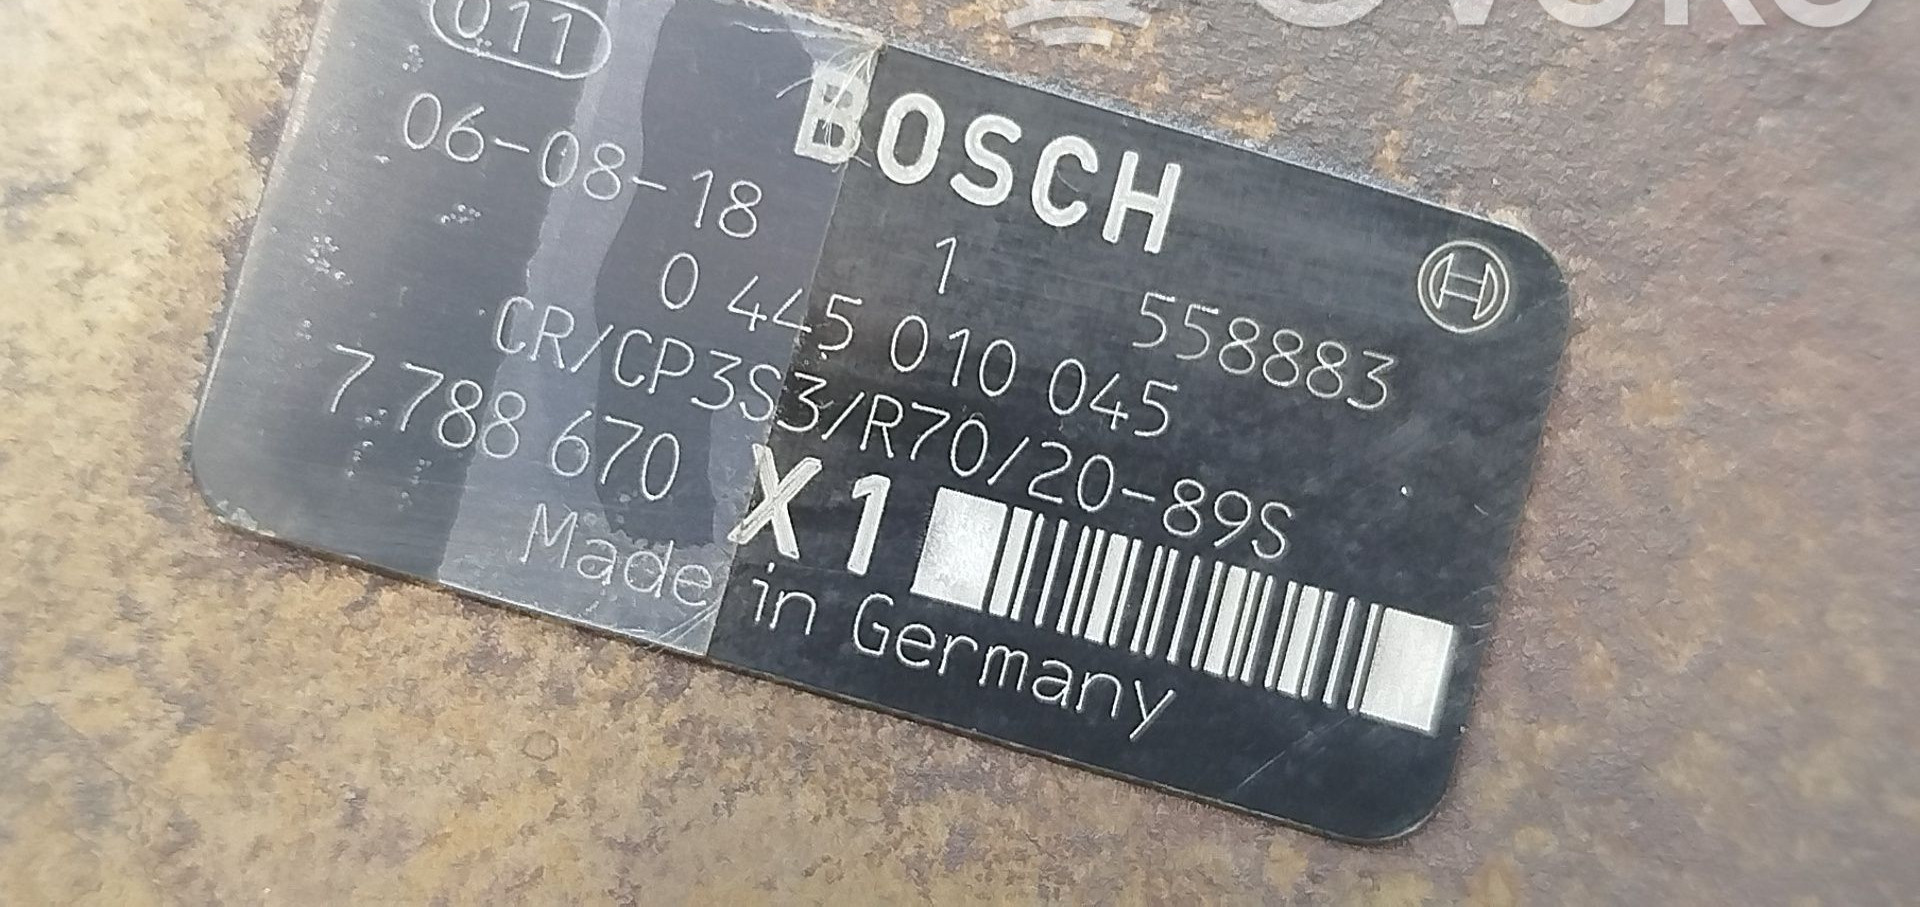 011
BOSCH
06-08-18 1 558883
0 445 010 045
CR/CP3S3/R70/20-89S
7 788 670 X1
Made in Germany